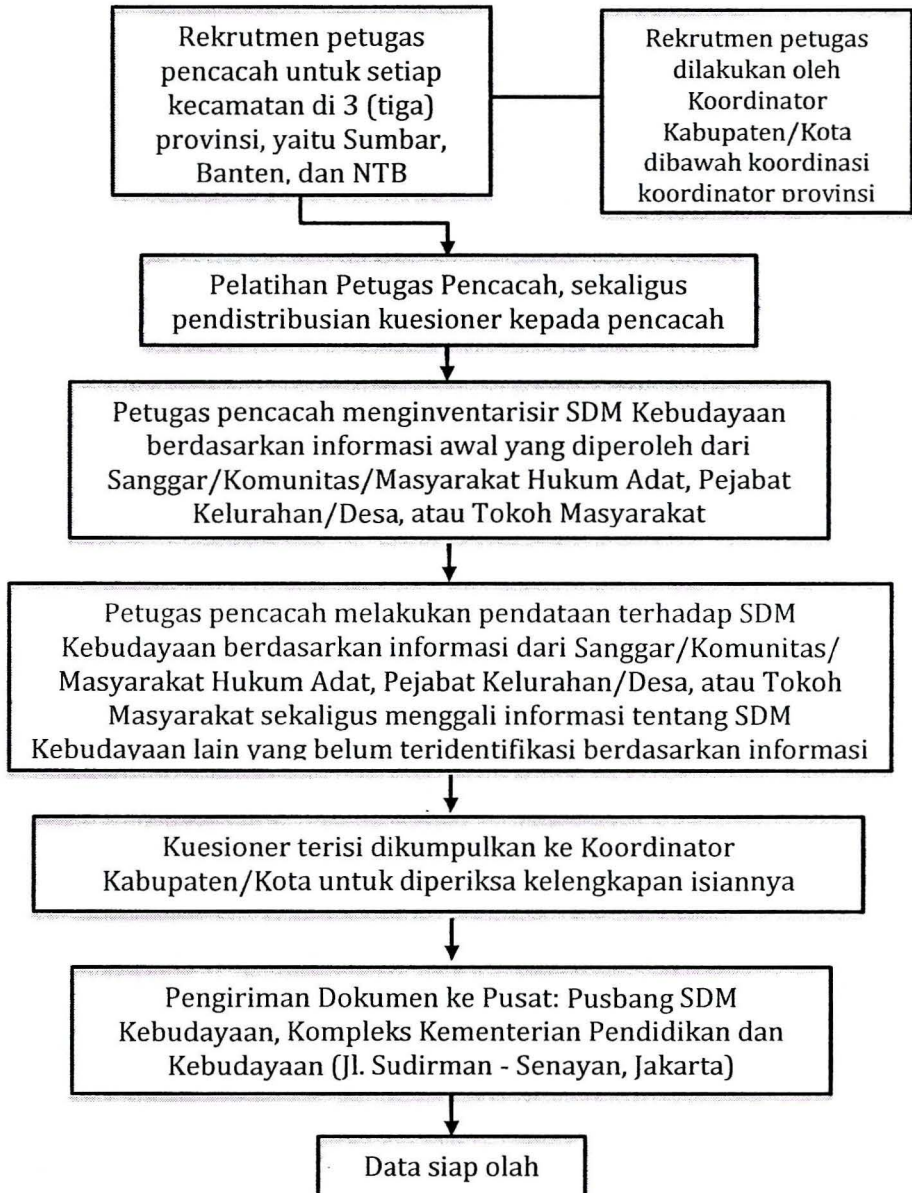 Rekrutmen petugas
pencacah untuk setiap
kecamatan di 3 (tiga)
provinsi, yaitu Sumbar,
Banten, dan NTB
Rekrutmen petugas
dilakukan oleh
Koordinator
Kabupaten/Kota
dibawah koordinasi
koordinator provinsi
Pelatihan Petugas Pencacah, sekaligus
pendistribusian kuesioner kepada pencacah
Petugas pencacah menginventarisir SDM Kebudayaan
berdasarkan informasi awal yang diperoleh dari
Sanggar/Komunitas/Masyarakat Hukum Adat, Pejabat
Kelurahan/Desa, atau Tokoh Masyarakat
Petugas pencacah melakukan pendataan terhadap SDM
Kebudayaan berdasarkan informasi dari Sanggar/Komunitas/
Masyarakat Hukum Adat, Pejabat Kelurahan/Desa, atau Tokoh
Masyarakat sekaligus menggali informasi tentang SDM
Kebudayaan lain yang belum teridentifikasi berdasarkan informasi
Kuesioner terisi dikumpulkan ke Koordinator
Kabupaten/Kota untuk diperiksa kelengkapan isiannya
Pengiriman Dokumen ke Pusat: Pusbang SDM
Kebudayaan, Kompleks Kementerian Pendidikan dan
Kebudayaan (Jl. Sudirman - Senayan, Jakarta)
Data siap olah